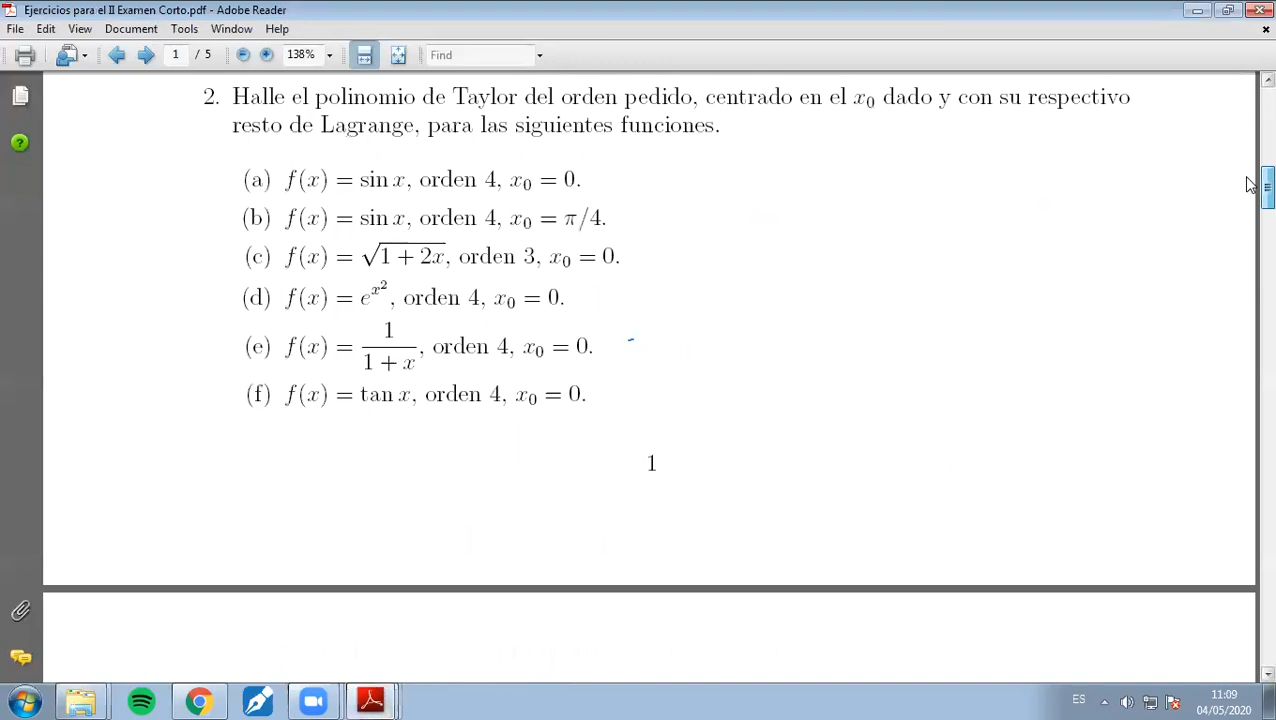 Ejercicios para el II Examen Corto.pdf - Adobe Reader
File Edit View Document Tools Window Help
1 / 5 138% Find
2. Halle el polinomio de Taylor del orden pedido, centrado en el x₀ dado y con su respectivo
resto de Lagrange, para las siguientes funciones.
(a) f(x) = sin x, orden 4, x₀ = 0.
(b) f(x) = sin x, orden 4, x₀ = π/4.
(c) f(x) = √(1 + 2x), orden 3, x₀ = 0.
(d) f(x) = e^{x²}, orden 4, x₀ = 0.
(e) f(x) = 1/(1 + x), orden 4, x₀ = 0.
(f) f(x) = tan x, orden 4, x₀ = 0.
1
ES 11:09
04/05/2020